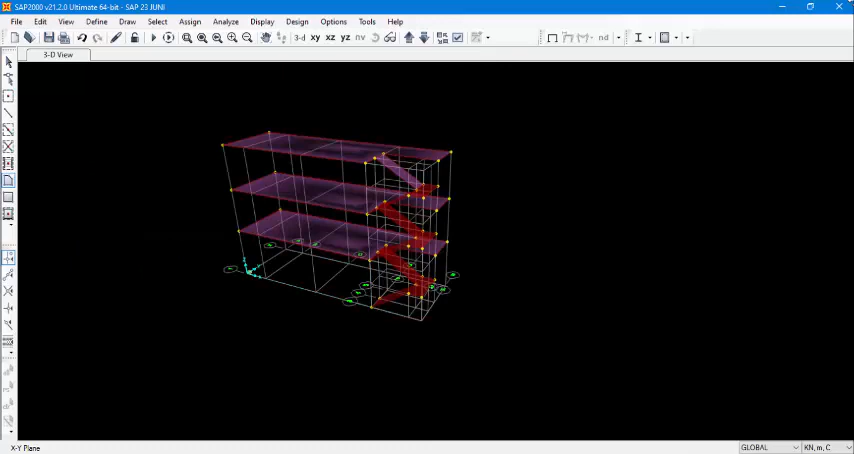 SAP2000 v21.2.0 Ultimate 64-bit - SAP 23 JUNI
File Edit View Define Draw Select Assign Analyze Display Design Options Tools Help
3-d xy xz yz nv
nd
3-D View
X-Y Plane
GLOBAL
KN, m, C